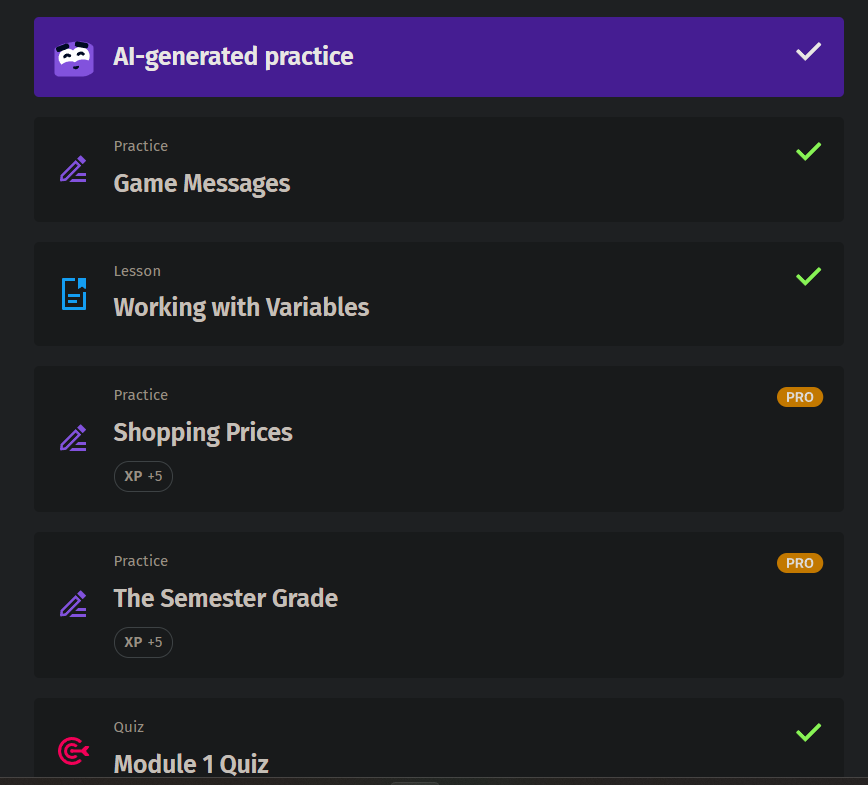 AI-generated practice
Practice
Game Messages
Lesson
Working with Variables
Practice
PRO
Shopping Prices
XP +5
Practice
PRO
The Semester Grade
XP +5
Quiz
Module 1 Quiz